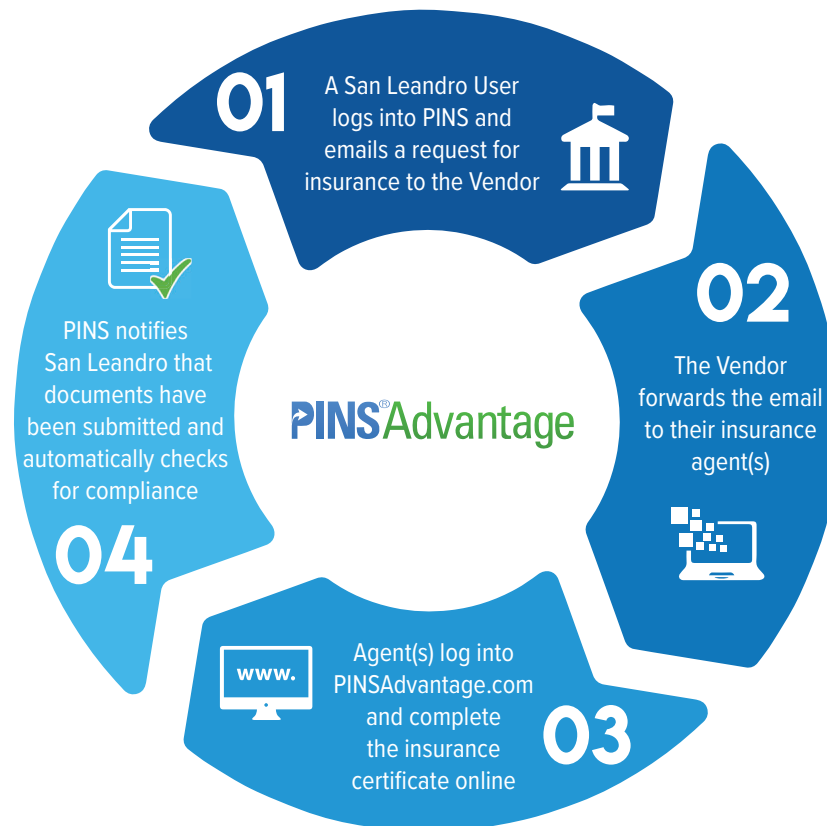 01
A San Leandro User
logs into PINS and
emails a request for
insurance to the Vendor
02
The Vendor
forwards the email
to their insurance
agent(s)
www.
Agent(s) log into
PINSAdvantage.com
and complete
the insurance
certificate online
03
PINS notifies
San Leandro that
documents have
been submitted and
automatically checks
for compliance
04
PINS®Advantage